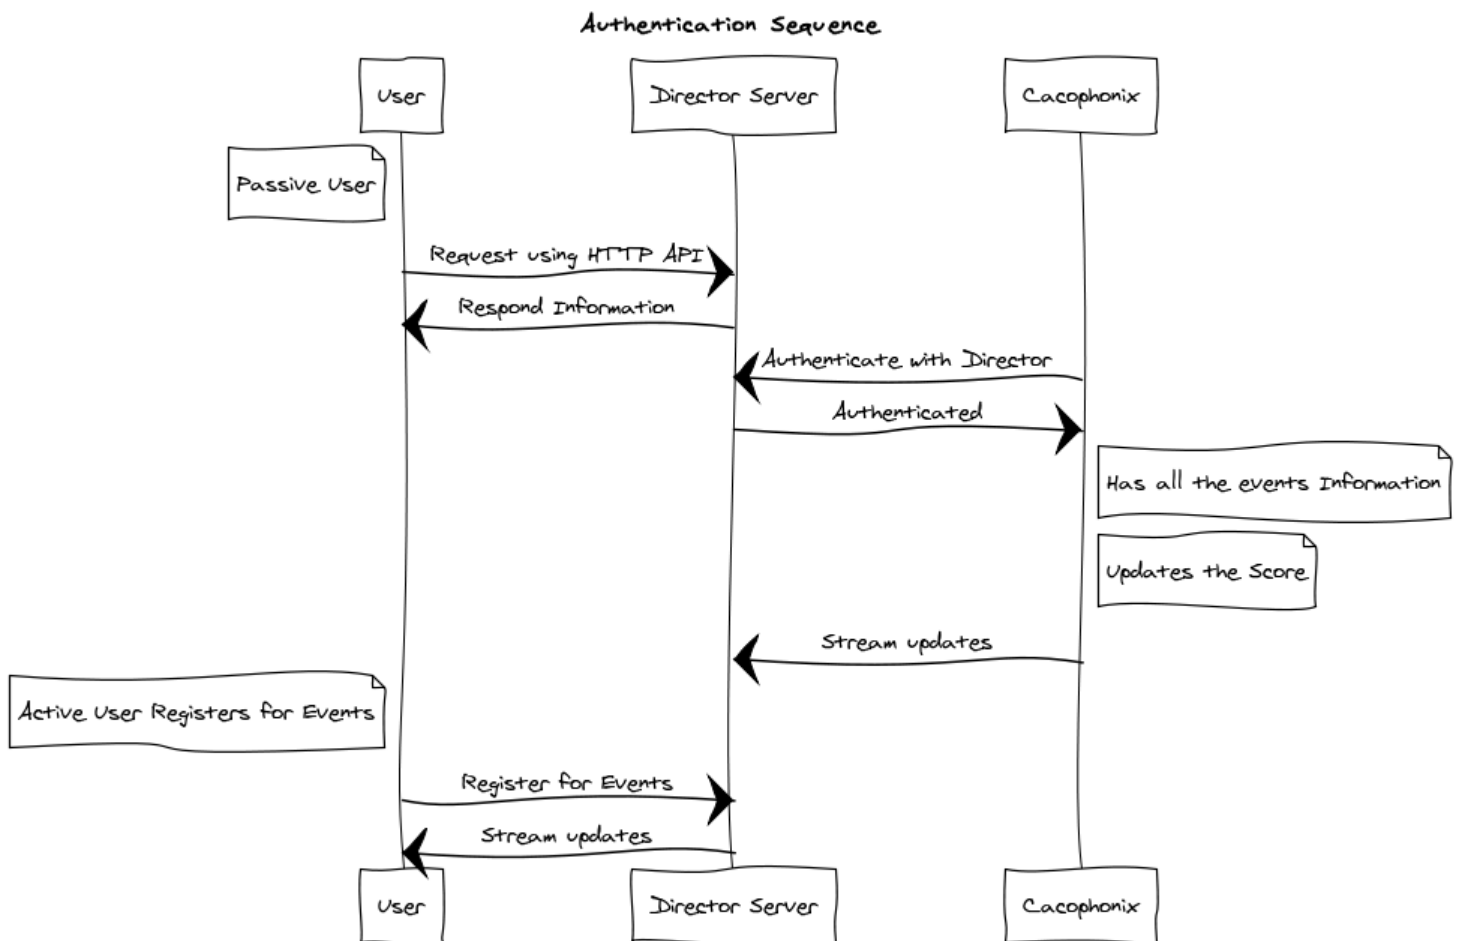 Authentication Sequence
User
Director Server
Cacophonix
Passive User
Request using HTTP API
Respond Information
Authenticate with Director
Authenticated
Has all the events Information
Updates the Score
Stream updates
Active User Registers for Events
Register for Events
Stream updates
User
Director Server
Cacophonix